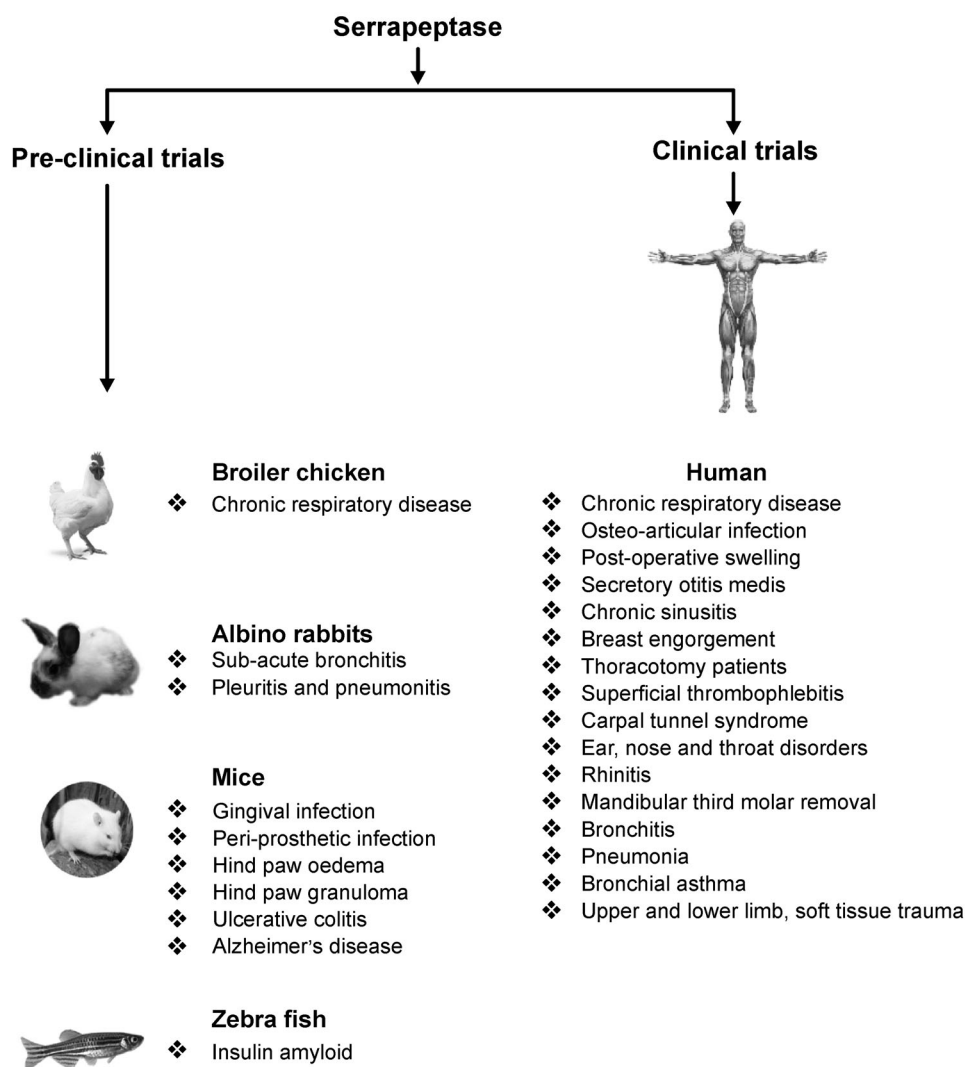 Serrapeptase
Pre-clinical trials
Clinical trials
Broiler chicken
❖ Chronic respiratory disease
Albino rabbits
❖ Sub-acute bronchitis
❖ Pleuritis and pneumonitis
Mice
❖ Gingival infection
❖ Peri-prosthetic infection
❖ Hind paw oedema
❖ Hind paw granuloma
❖ Ulcerative colitis
❖ Alzheimer's disease
Zebra fish
❖ Insulin amyloid
Human
❖ Chronic respiratory disease
❖ Osteo-articular infection
❖ Post-operative swelling
❖ Secretory otitis medis
❖ Chronic sinusitis
❖ Breast engorgement
❖ Thoracotomy patients
❖ Superficial thrombophlebitis
❖ Carpal tunnel syndrome
❖ Ear, nose and throat disorders
❖ Rhinitis
❖ Mandibular third molar removal
❖ Bronchitis
❖ Pneumonia
❖ Bronchial asthma
❖ Upper and lower limb, soft tissue trauma